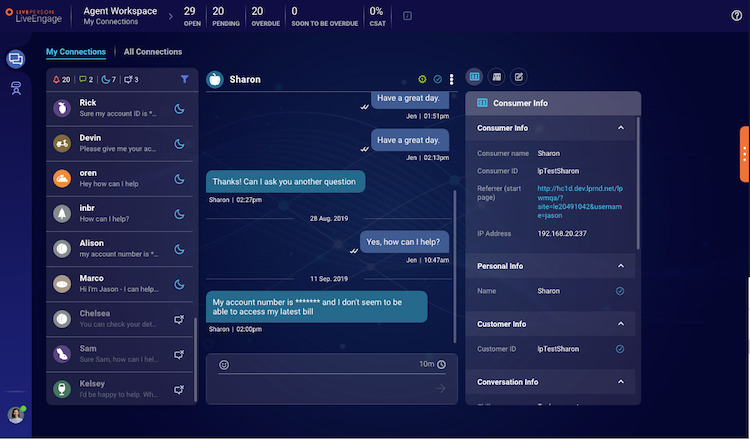 LIVEPERSON
LiveEngage
Agent Workspace
My Connections
29
OPEN
20
PENDING
20
OVERDUE
0
SOON TO BE OVERDUE
0%
CSAT
My Connections
All Connections
20
2
7
3
Rick
Sure my account ID is *...
Devin
Please give me your ac...
oren
Hey how can I help
inbr
How can I help?
Alison
my account number is *...
Marco
Hi I'm Jason - I can help...
Chelsea
You can check your det...
Sam
Sure Sam, how can I hel...
Kelsey
I'd be happy to help. Wh...
Sharon
Have a great day.
Jen | 01:51pm
Have a great day.
Jen | 02:13pm
Thanks! Can I ask you another question
Sharon | 02:27pm
28 Aug. 2019
Yes, how can I help?
Jen | 10:47am
11 Sep. 2019
My account number is ******* and I don't seem to be
able to access my latest bill
Sharon | 02:00pm
10m
Consumer Info
Consumer Info
Consumer name Sharon
Consumer ID lpTestSharon
Referrer (start
page)
http://hc1d.dev.lprnd.net/lp
wmqa/?
site=le20491042&usernam
e=jason
IP Address 192.168.20.237
Personal Info
Name Sharon
Customer Info
Customer ID lpTestSharon
Conversation Info